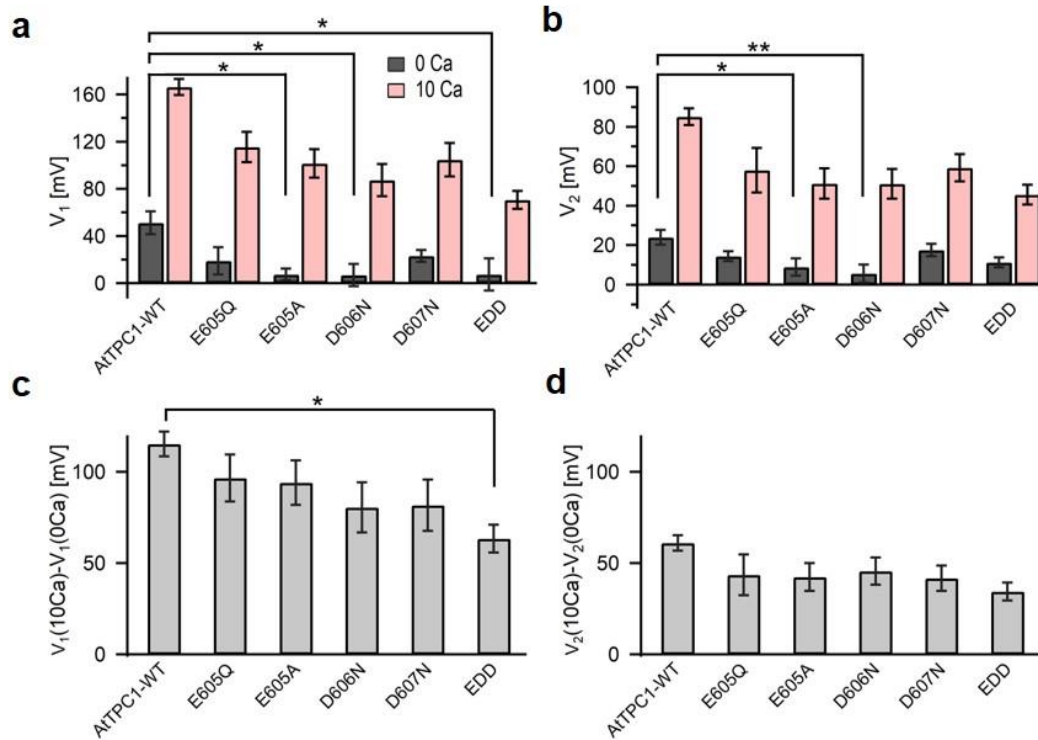 a
*
*
*
0 Ca
10 Ca
V1 [mV]
160
120
80
40
0
AtTPC1-WT
E605Q
E605A
D606N
D607N
EDD
b
**
*
V2 [mV]
100
80
60
40
20
0
AtTPC1-WT
E605Q
E605A
D606N
D607N
EDD
c
*
V1(10Ca)-V1(0Ca) [mV]
100
50
0
AtTPC1-WT
E605Q
E605A
D606N
D607N
EDD
d
V2(10Ca)-V2(0Ca) [mV]
100
50
0
AtTPC1-WT
E605Q
E605A
D606N
D607N
EDD